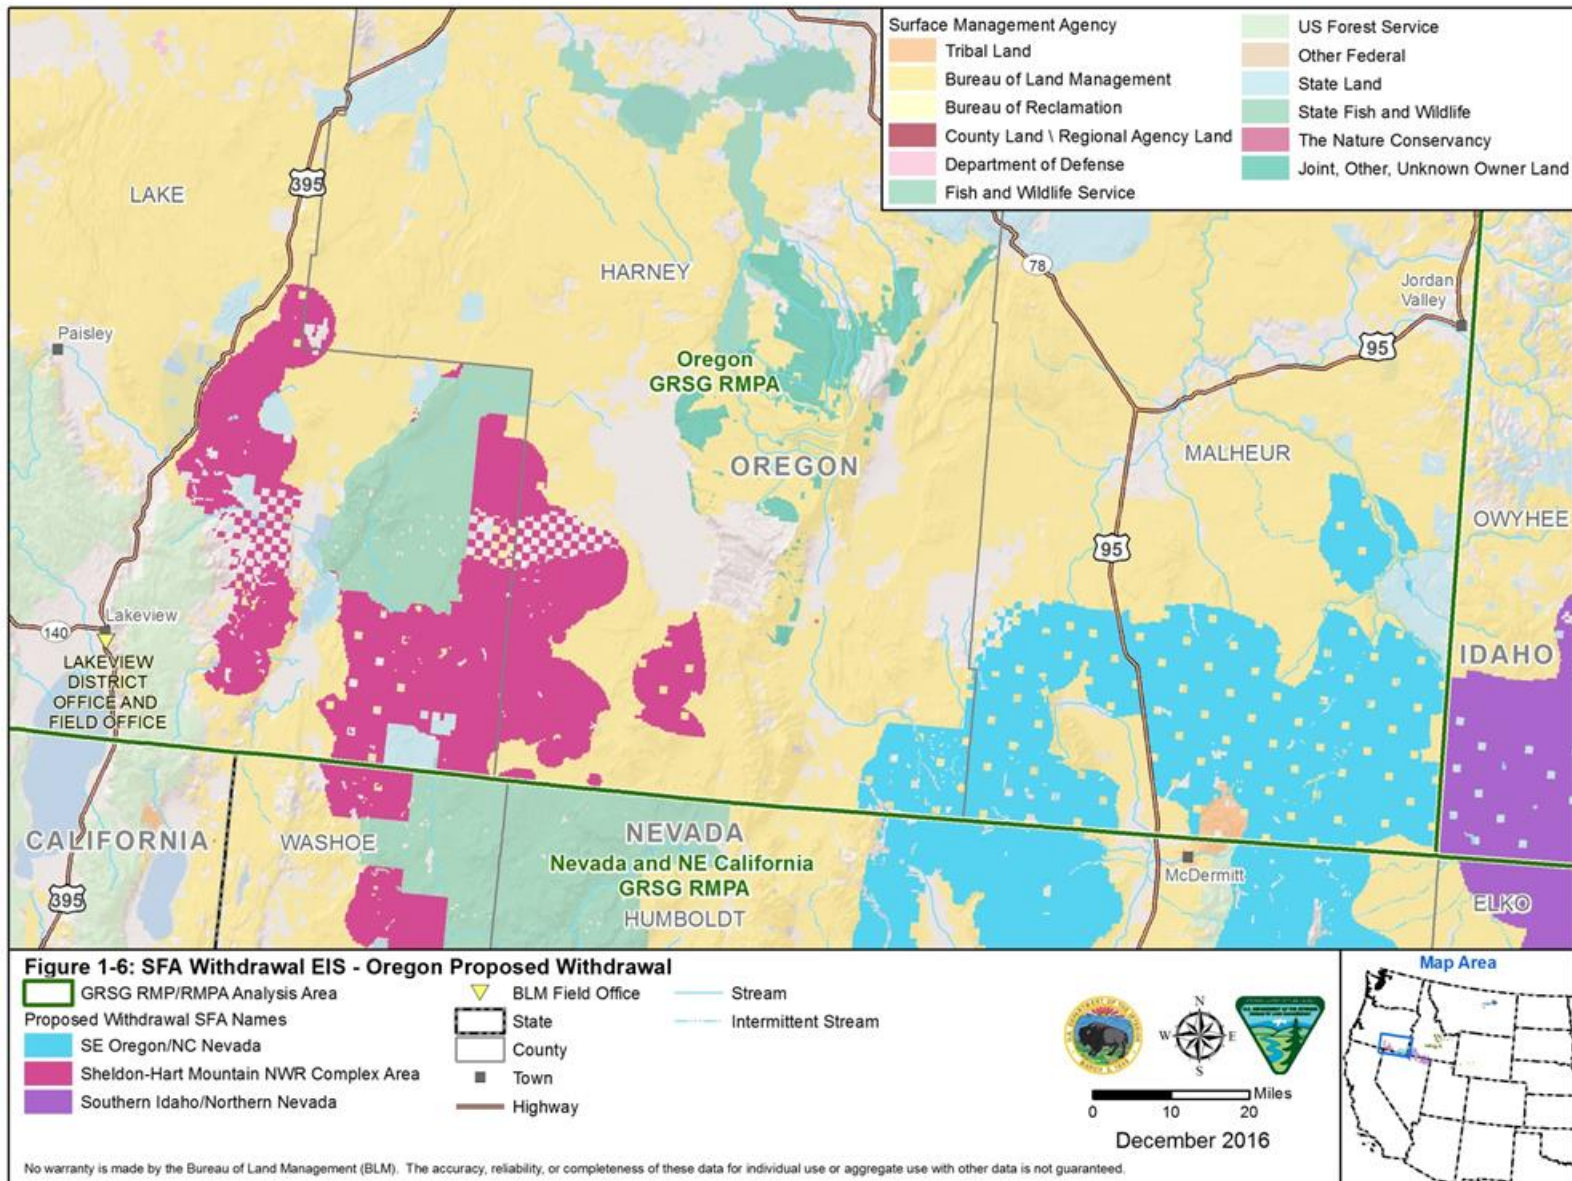 Surface Management Agency
Tribal Land
Bureau of Land Management
Bureau of Reclamation
County Land \ Regional Agency Land
Department of Defense
Fish and Wildlife Service
US Forest Service
Other Federal
State Land
State Fish and Wildlife
The Nature Conservancy
Joint, Other, Unknown Owner Land
395
LAKE
HARNEY
78
Jordan
Valley
Paisley
95
Oregon
GRSG RMPA
OREGON
MALHEUR
OWYHEE
95
Lakeview
140
LAKEVIEW
DISTRICT
OFFICE AND
FIELD OFFICE
IDAHO
CALIFORNIA
WASHOE
NEVADA
Nevada and NE California
GRSG RMPA
HUMBOLDT
McDermitt
ELKO
395
Figure 1-6: SFA Withdrawal EIS - Oregon Proposed Withdrawal
GRSG RMP/RMPA Analysis Area
Proposed Withdrawal SFA Names
SE Oregon/NC Nevada
Sheldon-Hart Mountain NWR Complex Area
Southern Idaho/Northern Nevada
BLM Field Office
State
County
Town
Highway
Stream
Intermittent Stream
N
W E
S
Miles
0 10 20
December 2016
Map Area
No warranty is made by the Bureau of Land Management (BLM). The accuracy, reliability, or completeness of these data for individual use or aggregate use with other data is not guaranteed.